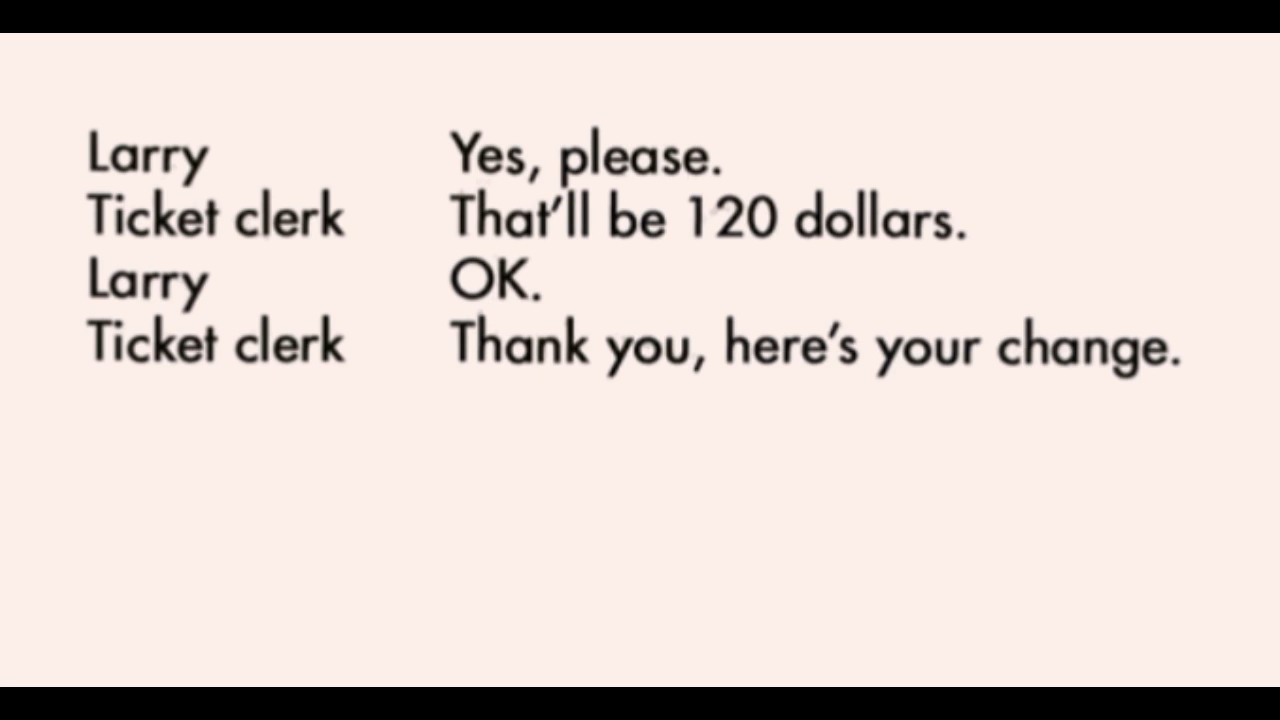 Larry Yes, please.
Ticket clerk That'll be 120 dollars.
Larry OK.
Ticket clerk Thank you, here's your change.